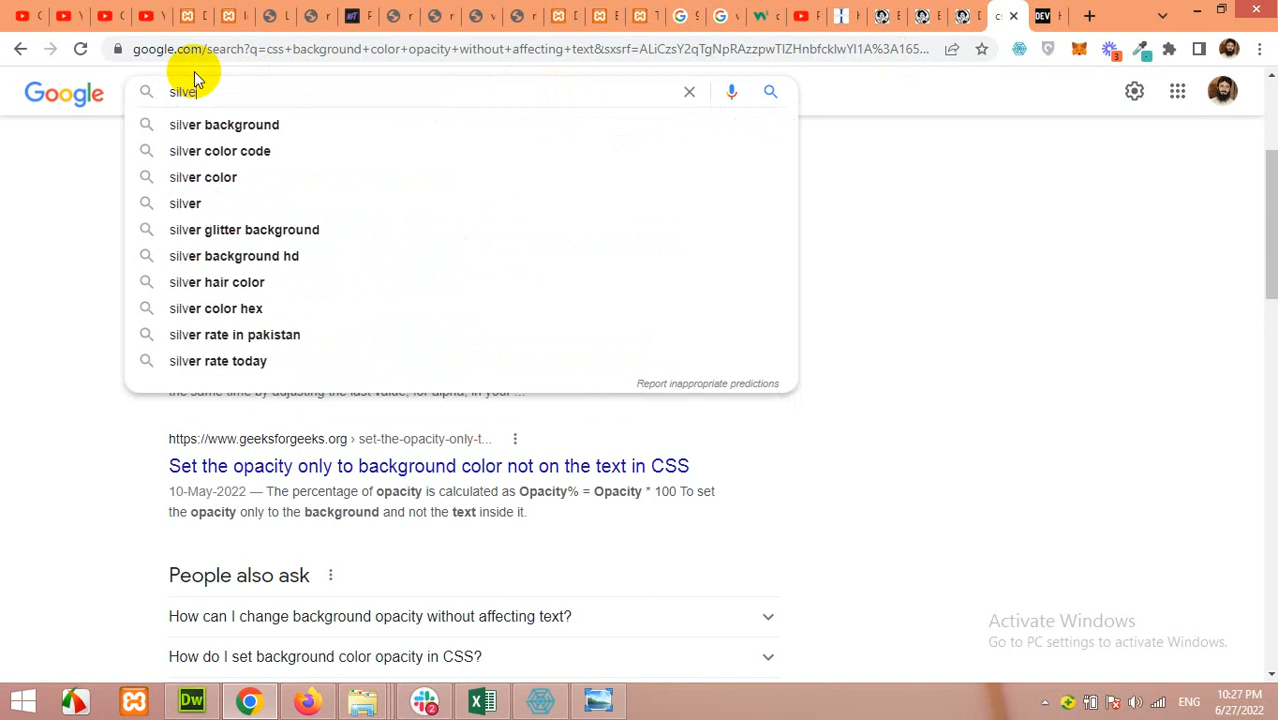 google.com/search?q=css+background+color+opacity+without+affecting+text&sxsrf=ALiCzsY2qTgNpRAzzpwTlZHnbfcklwYl1A%3A165...
Google
silve
silver background
silver color code
silver color
silver
silver glitter background
silver background hd
silver hair color
silver color hex
silver rate in pakistan
silver rate today
Report inappropriate predictions
the same time by adjusting the last value, for alpha, in your ...
https://www.geeksforgeeks.org › set-the-opacity-only-t...
Set the opacity only to background color not on the text in CSS
10-May-2022 — The percentage of opacity is calculated as Opacity% = Opacity * 100 To set
the opacity only to the background and not the text inside it.
People also ask
How can I change background opacity without affecting text?
How do I set background color opacity in CSS?
Activate Windows
Go to PC settings to activate Windows.
Dw
2
ENG
10:27 PM
6/27/2022